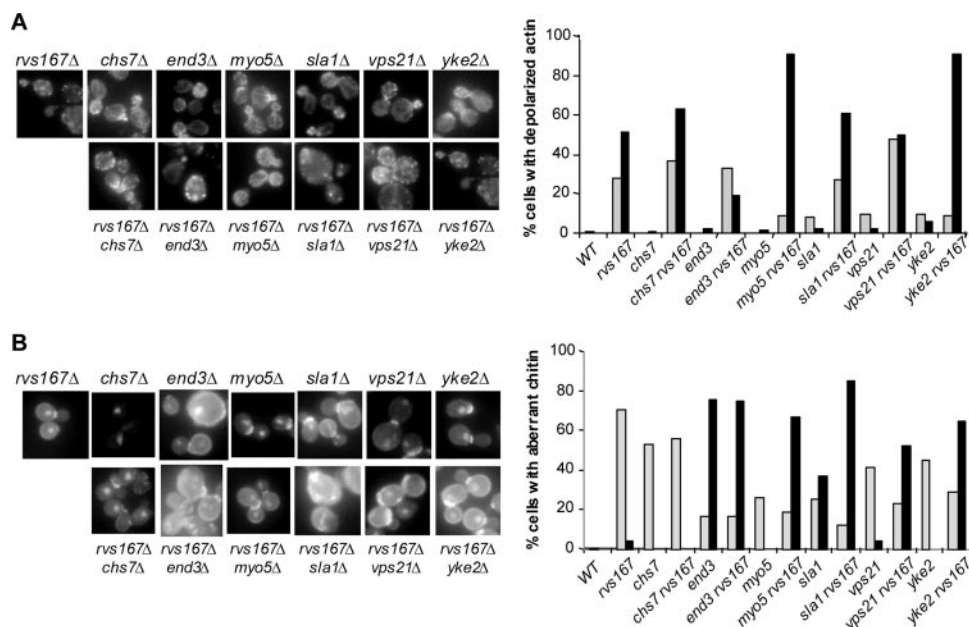 A
rvs167Δ chs7Δ end3Δ myo5Δ sla1Δ vps21Δ yke2Δ
rvs167Δ rvs167Δ rvs167Δ rvs167Δ rvs167Δ rvs167Δ
chs7Δ end3Δ myo5Δ sla1Δ vps21Δ yke2Δ
% cells with depolarized actin
100
80
60
40
20
0
WT rvs167 chs7 chs7 rvs167 end3 end3 rvs167 myo5 myo5 rvs167 sla1 sla1 rvs167 vps21 vps21 rvs167 yke2 yke2 rvs167
B
rvs167Δ chs7Δ end3Δ myo5Δ sla1Δ vps21Δ yke2Δ
rvs167Δ rvs167Δ rvs167Δ rvs167Δ rvs167Δ rvs167Δ
chs7Δ end3Δ myo5Δ sla1Δ vps21Δ yke2Δ
% cells with aberrant chitin
100
80
60
40
20
0
WT rvs167 chs7 chs7 rvs167 end3 end3 rvs167 myo5 myo5 rvs167 sla1 sla1 rvs167 vps21 vps21 rvs167 yke2 yke2 rvs167